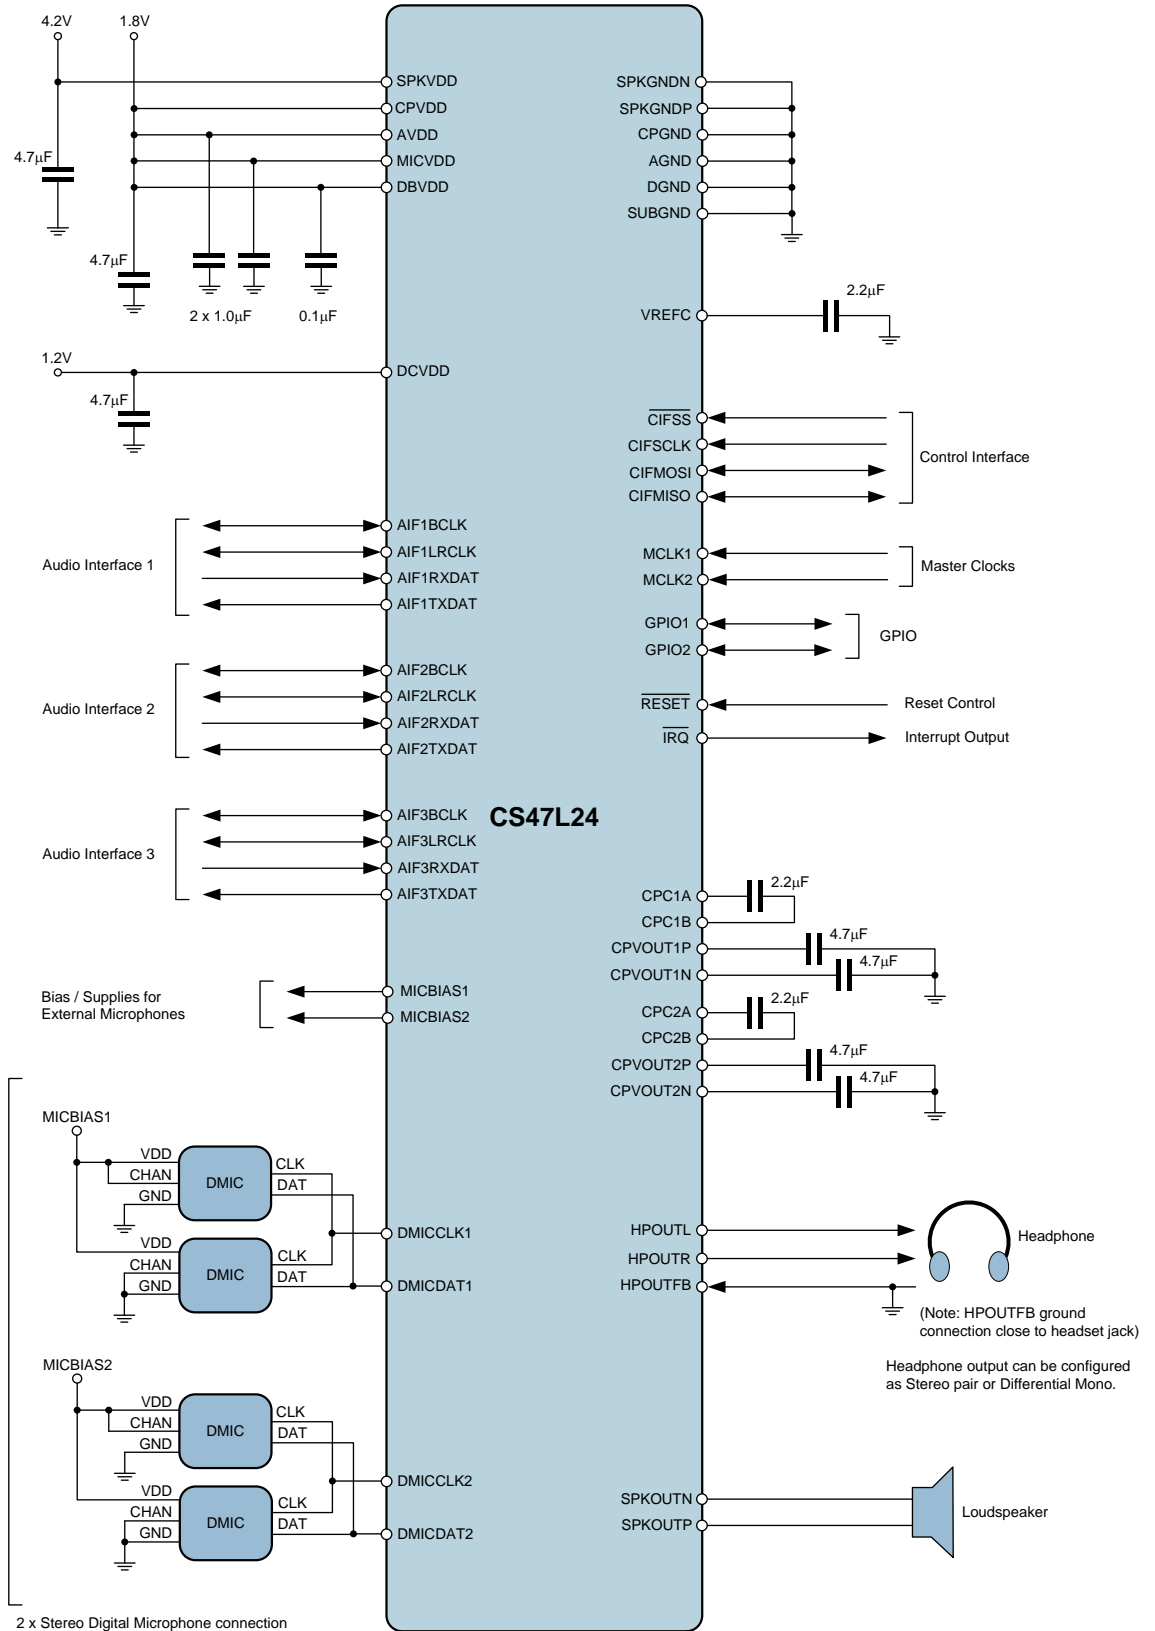 4.2V
1.8V
SPKVDD
CPVDD
AVDD
MICVDD
DBVDD
4.7μF
4.7μF
2 x 1.0μF
0.1μF
1.2V
DCVDD
4.7μF
Audio Interface 1
AIF1BCLK
AIF1LRCLK
AIF1RXDAT
AIF1TXDAT
Audio Interface 2
AIF2BCLK
AIF2LRCLK
AIF2RXDAT
AIF2TXDAT
Audio Interface 3
AIF3BCLK
AIF3LRCLK
AIF3RXDAT
AIF3TXDAT
Bias / Supplies for
External Microphones
MICBIAS1
MICBIAS2
MICBIAS1
VDD
CHAN
GND
DMIC
CLK
DAT
VDD
CHAN
GND
DMIC
CLK
DAT
DMICCLK1
DMICDAT1
MICBIAS2
VDD
CHAN
GND
DMIC
CLK
DAT
VDD
CHAN
GND
DMIC
CLK
DAT
DMICCLK2
DMICDAT2
2 x Stereo Digital Microphone connection
CS47L24
SPKGNDN
SPKGNDP
CPGND
AGND
DGND
SUBGND
VREFC
2.2μF
CIFSS
CIFSCLK
CIFMOSI
CIFMISO
Control Interface
MCLK1
MCLK2
Master Clocks
GPIO1
GPIO2
GPIO
RESET
Reset Control
IRQ
Interrupt Output
CPC1A
2.2μF
CPC1B
CPVOUT1P
4.7μF
CPVOUT1N
4.7μF
CPC2A
2.2μF
CPC2B
CPVOUT2P
4.7μF
CPVOUT2N
4.7μF
HPOUTL
HPOUTR
HPOUTFB
Headphone
(Note: HPOUTFB ground
connection close to headset jack)
Headphone output can be configured
as Stereo pair or Differential Mono.
SPKOUTN
SPKOUTP
Loudspeaker